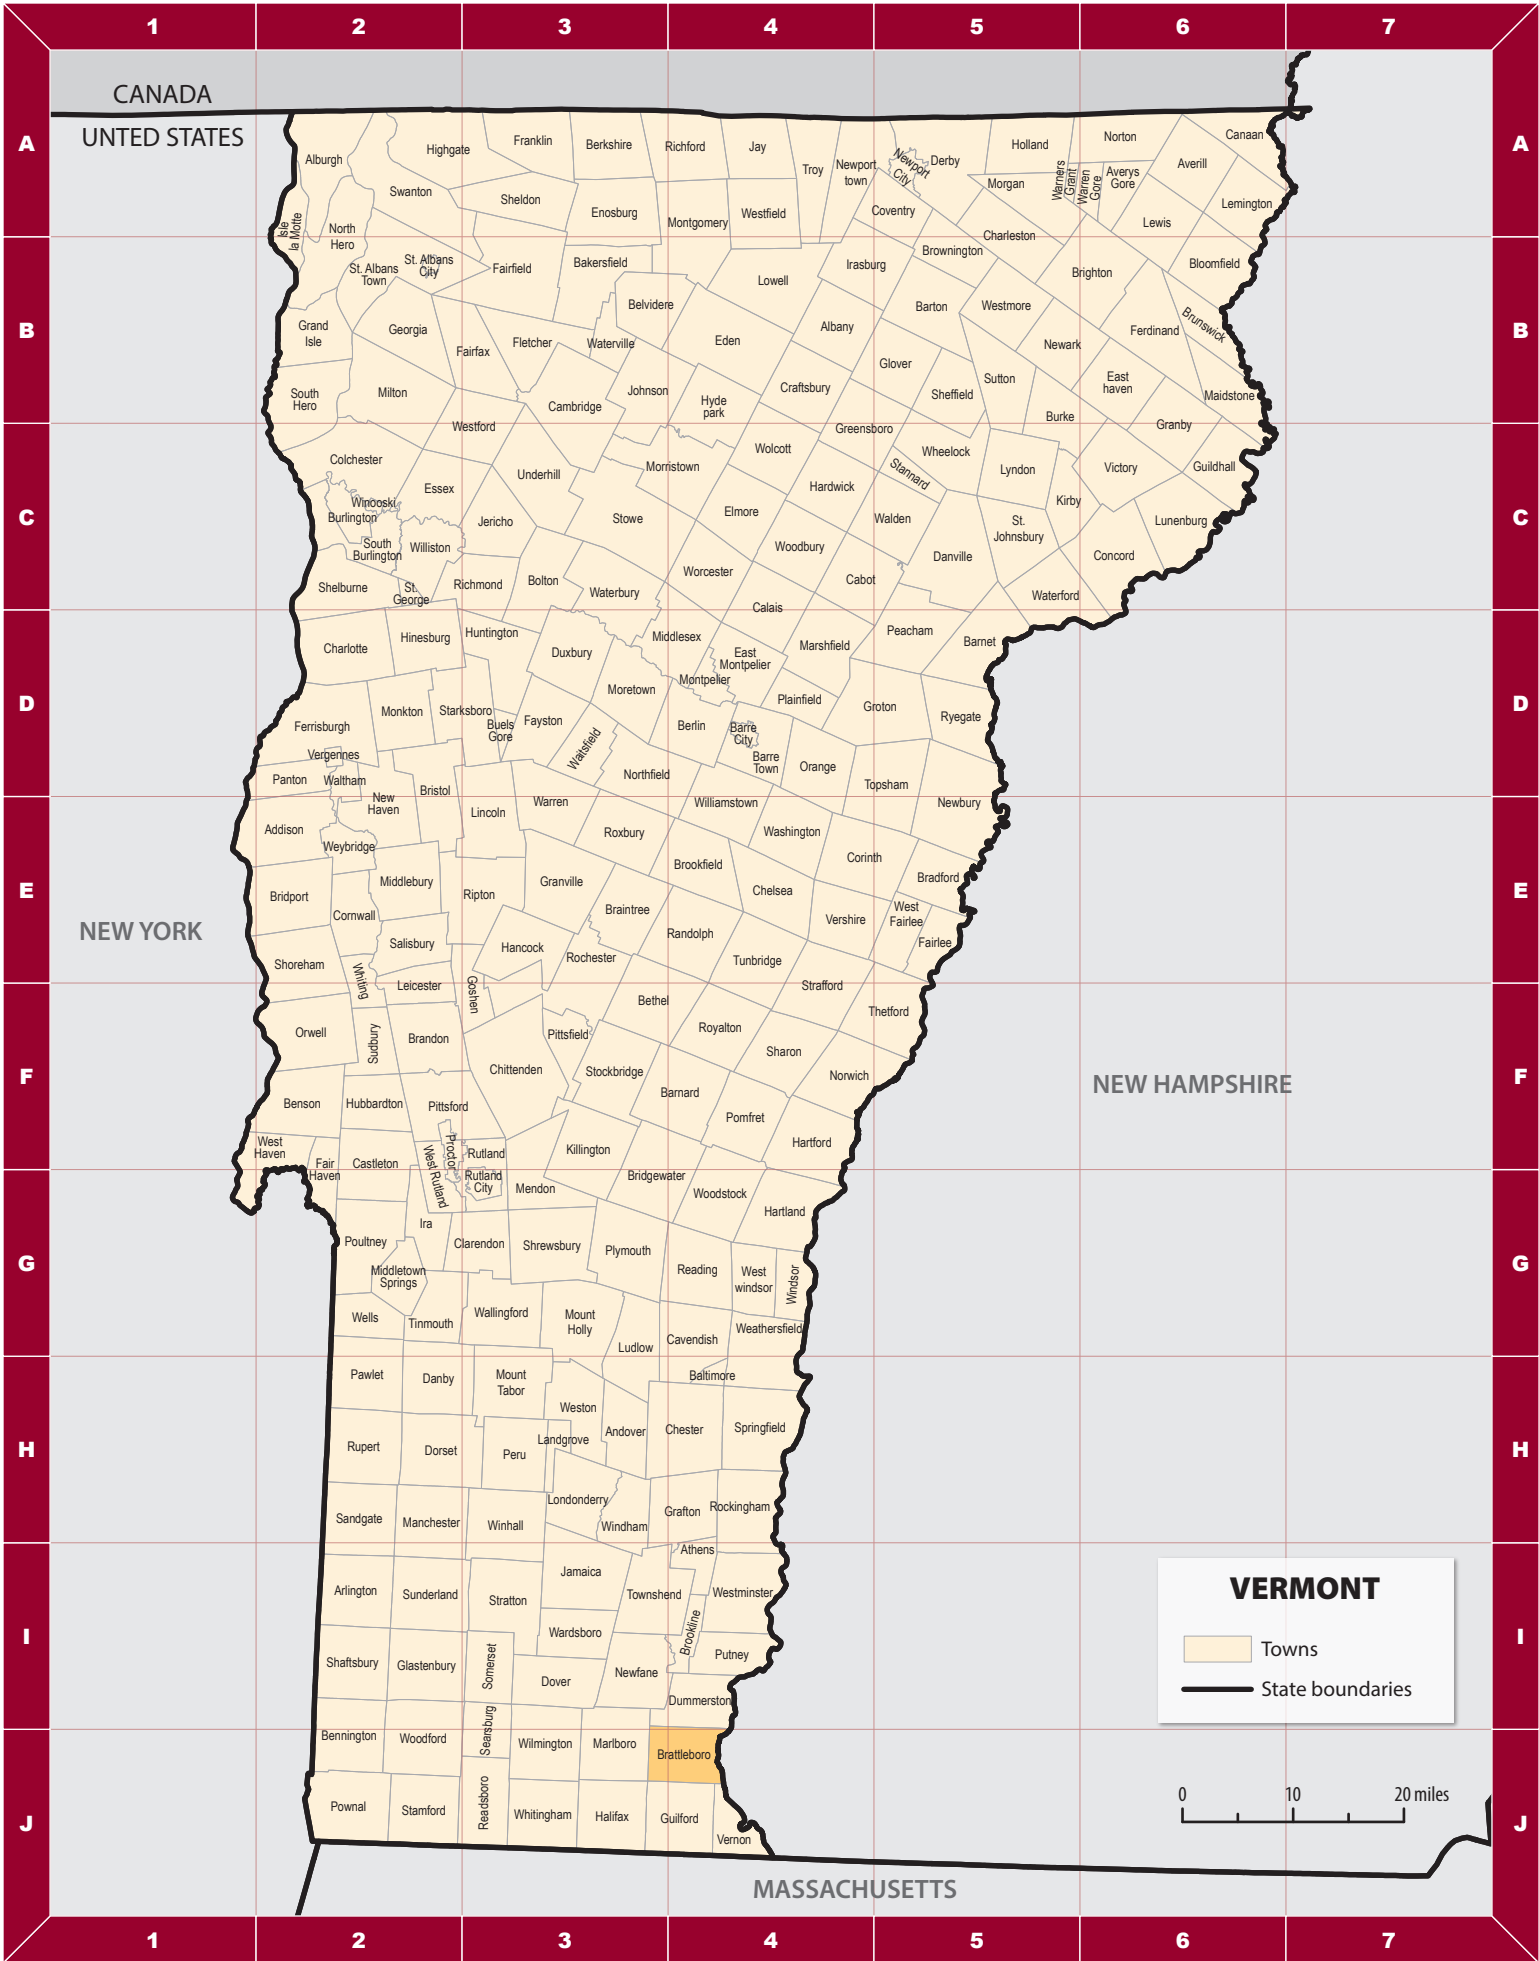 1 2 3 4 5 6 7
A A
B B
C C
D D
E E
F F
G G
H H
I I
J J
CANADA
UNTED STATES
Alburgh
Highgate
Franklin
Berkshire
Richford
Jay
Troy
Newport
town
Newport
City
Derby
Holland
Norton
Canaan
Morgan
Warners
Grant
Warren
Gore
Averys
Gore
Averill
Lemington
Swanton
Sheldon
Enosburg
Montgomery
Westfield
Coventry
Charleston
Lewis
Isle
la Motte
North
Hero
St. Albans
Town
St. Albans
City
Fairfield
Bakersfield
Lowell
Irasburg
Brownington
Brighton
Bloomfield
Grand
Isle
Georgia
Fairfax
Fletcher
Waterville
Belvidere
Eden
Albany
Barton
Westmore
Newark
Ferdinand
Brunswick
South
Hero
Milton
Cambridge
Johnson
Hyde
park
Craftsbury
Glover
Sheffield
Sutton
Burke
East
haven
Maidstone
Granby
Westford
Greensboro
Wolcott
Wheelock
Stannard
Lyndon
Victory
Guildhall
Colchester
Underhill
Morristown
Hardwick
Kirby
Essex
Winooski
Burlington
Jericho
Stowe
Elmore
Walden
St.
Johnsbury
Lunenburg
South
Burlington
Williston
Woodbury
Danville
Concord
Shelburne
St.
George
Richmond
Bolton
Waterbury
Worcester
Cabot
Waterford
Calais
Charlotte
Hinesburg
Huntington
Duxbury
Middlesex
East
Montpelier
Montpelier
Marshfield
Peacham
Barnet
Moretown
Plainfield
Groton
Ryegate
Ferrisburgh
Monkton
Starksboro
Buels
Gore
Fayston
Waitsfield
Berlin
Barre
City
Barre
Town
Orange
Topsham
Vergennes
Panton
Waltham
New
Haven
Bristol
Lincoln
Warren
Northfield
Williamstown
Newbury
Addison
Weybridge
Roxbury
Washington
Corinth
Brookfield
Bradford
Bridport
Middlebury
Ripton
Granville
Chelsea
Cornwall
Braintree
Vershire
West
Fairlee
Fairlee
Salisbury
Hancock
Rochester
Randolph
Tunbridge
Shoreham
Whiting
Leicester
Goshen
Strafford
Bethel
Thetford
Orwell
Sudbury
Brandon
Pittsfield
Royalton
Sharon
Chittenden
Stockbridge
Norwich
Barnard
Benson
Hubbardton
Pittsford
Pomfret
Hartford
West
Haven
Fair
Haven
Castleton
Proctor
West Rutland
Rutland
Rutland
City
Killington
Mendon
Bridgewater
Woodstock
Hartland
Ira
Poultney
Clarendon
Shrewsbury
Plymouth
Middletown
Springs
Reading
West
windsor
Windsor
Wells
Tinmouth
Wallingford
Mount
Holly
Ludlow
Cavendish
Weathersfield
Pawlet
Danby
Mount
Tabor
Baltimore
Weston
Andover
Chester
Springfield
Rupert
Dorset
Peru
Landgrove
Londonderry
Sandgate
Manchester
Winhall
Windham
Grafton
Rockingham
Athens
Arlington
Sunderland
Stratton
Jamaica
Townshend
Westminster
Wardsboro
Brookline
Shaftsbury
Glastenbury
Somerset
Dover
Newfane
Putney
Dummerston
Bennington
Woodford
Searsburg
Wilmington
Marlboro
Brattleboro
Pownal
Stamford
Readsboro
Whitingham
Halifax
Guilford
Vernon
NEW YORK
NEW HAMPSHIRE
MASSACHUSETTS
VERMONT
Towns
State boundaries
0 10 20 miles
1 2 3 4 5 6 7